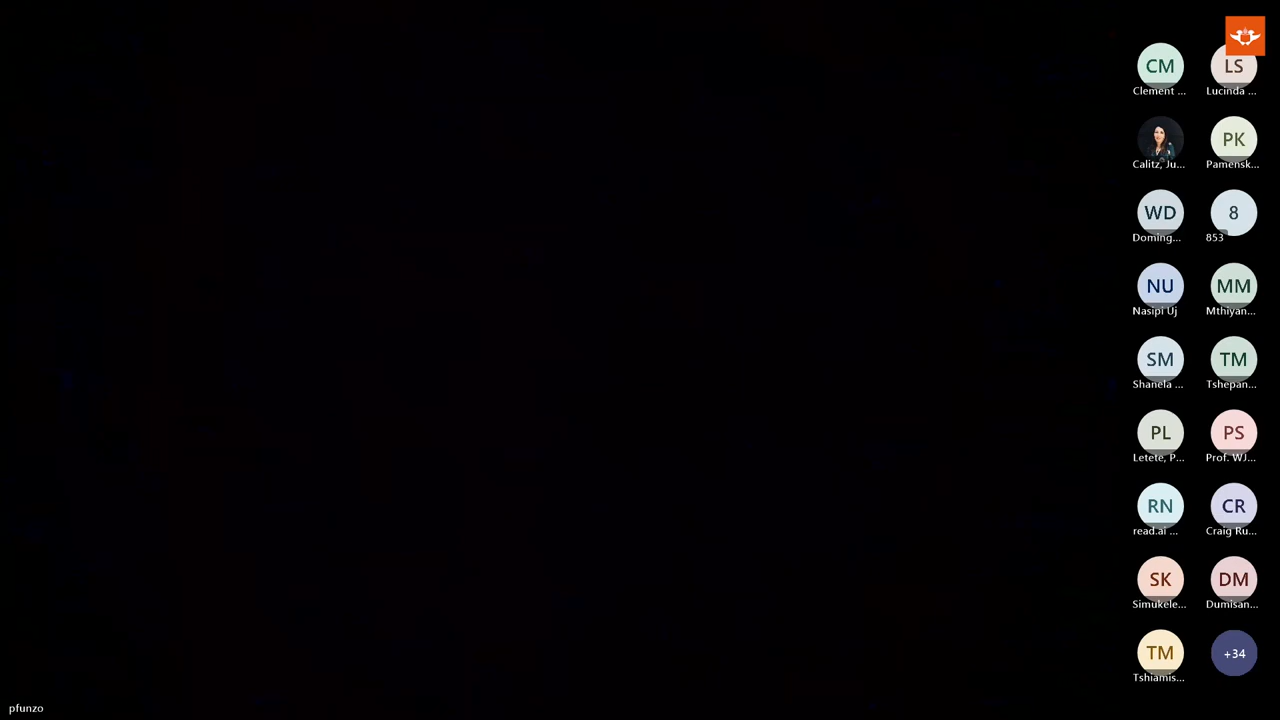 CM LS
Clement ... Lucinda ...
PK
Calitz, Ju... Pamensk...
WD 8
Doming... 853
NU MM
Nasipi Uj Mthiyan...
SM TM
Shanela ... Tshepan...
PL PS
Letete, P... Prof. WJ...
RN CR
read.ai ... Craig Ru...
SK DM
Simukele... Dumisan...
TM +34
Tshiamis...
pfunzo